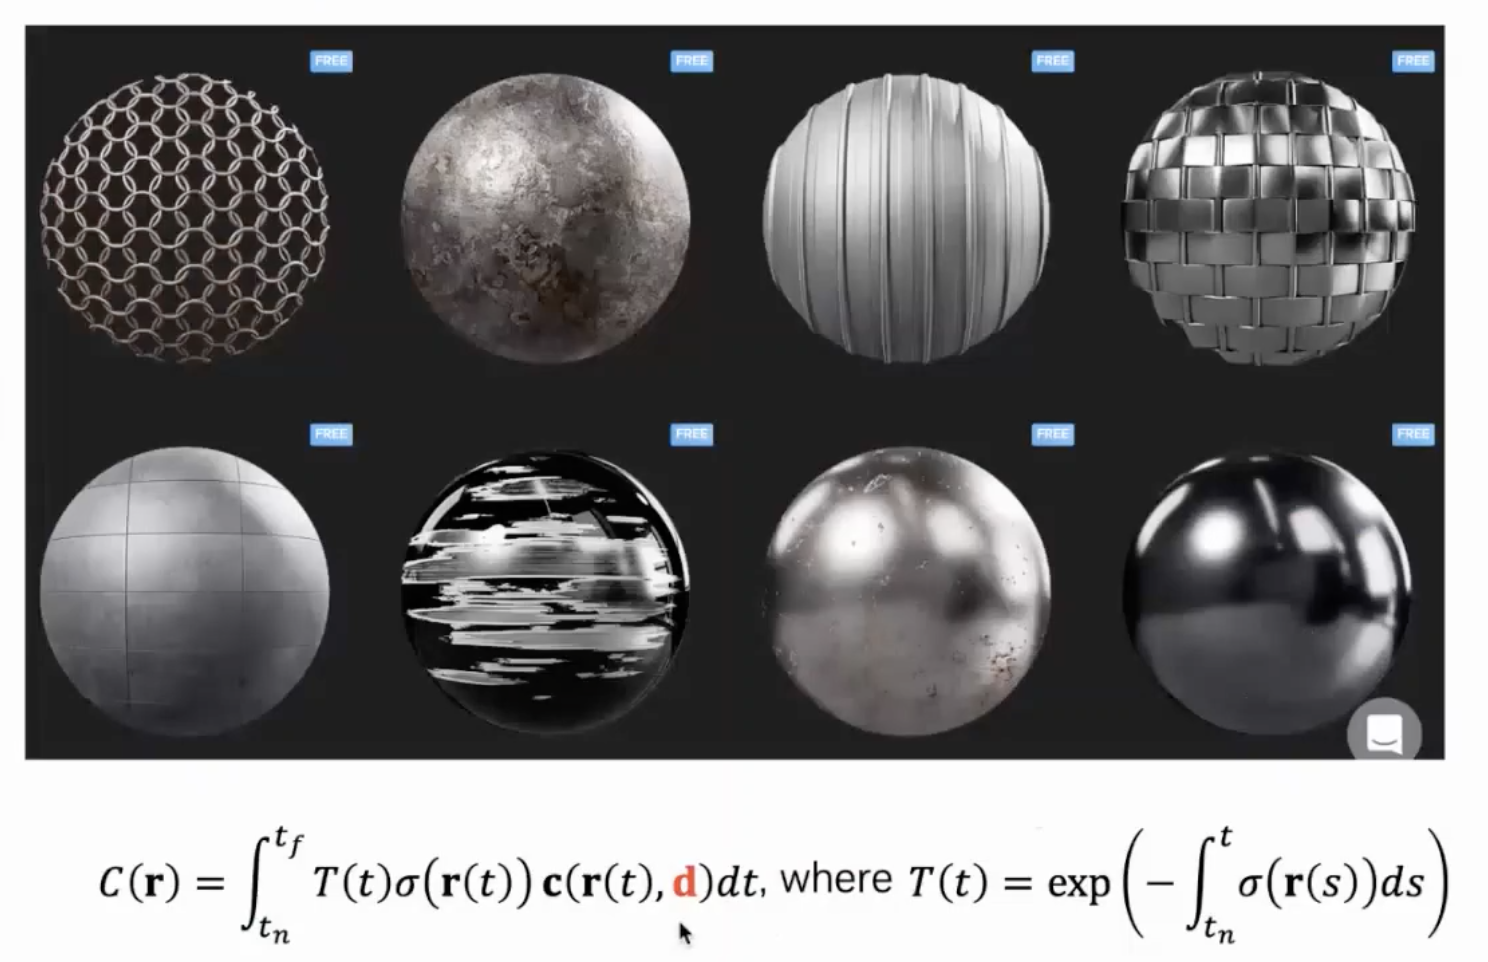 FREE FREE FREE FREE
FREE FREE FREE FREE
C(r) = ∫_{t_n}^{t_f} T(t)σ(r(t)) c(r(t), d)dt, where T(t) = exp(−∫_{t_n}^{t} σ(r(s))ds)